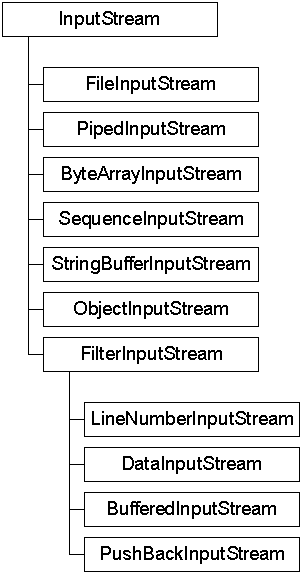 InputStream
FileInputStream
PipedInputStream
ByteArrayInputStream
SequenceInputStream
StringBufferInputStream
ObjectInputStream
FilterInputStream
LineNumberInputStream
DataInputStream
BufferedInputStream
PushBackInputStream